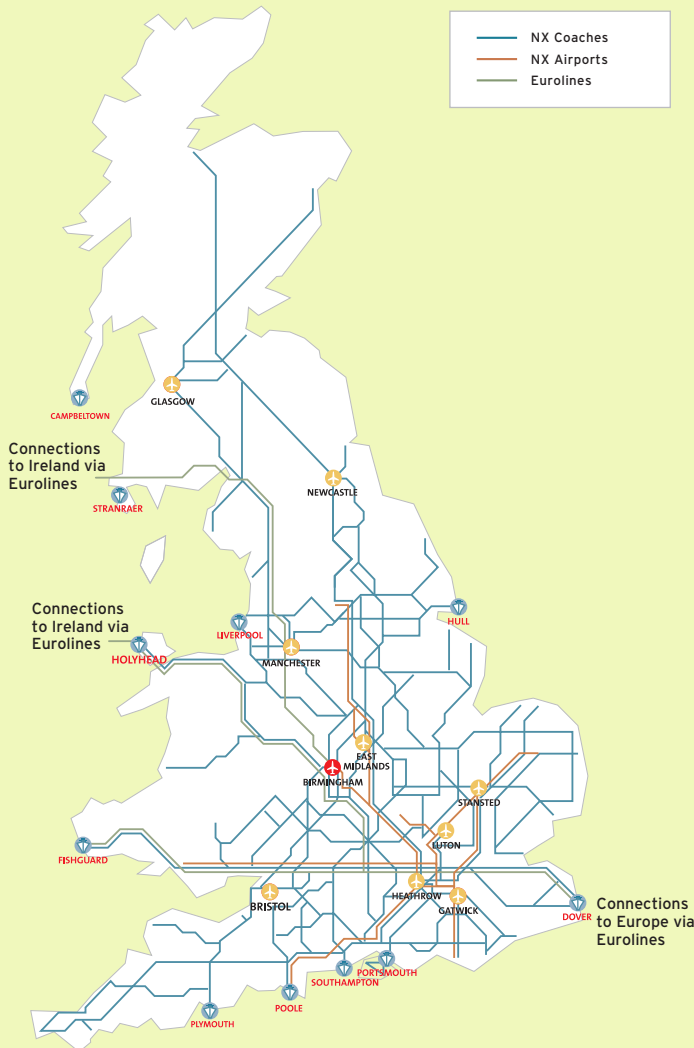 NX Coaches
NX Airports
Eurolines
GLASGOW
CAMPBELTOWN
Connections
to Ireland via
Eurolines
STRANRAER
NEWCASTLE
Connections
to Ireland via
Eurolines
HOLYHEAD
LIVERPOOL
HULL
MANCHESTER
EAST
MIDLANDS
BIRMINGHAM
STANSTED
LUTON
FISHGUARD
HEATHROW
GATWICK
BRISTOL
DOVER
Connections
to Europe via
Eurolines
PORTSMOUTH
SOUTHAMPTON
POOLE
PLYMOUTH